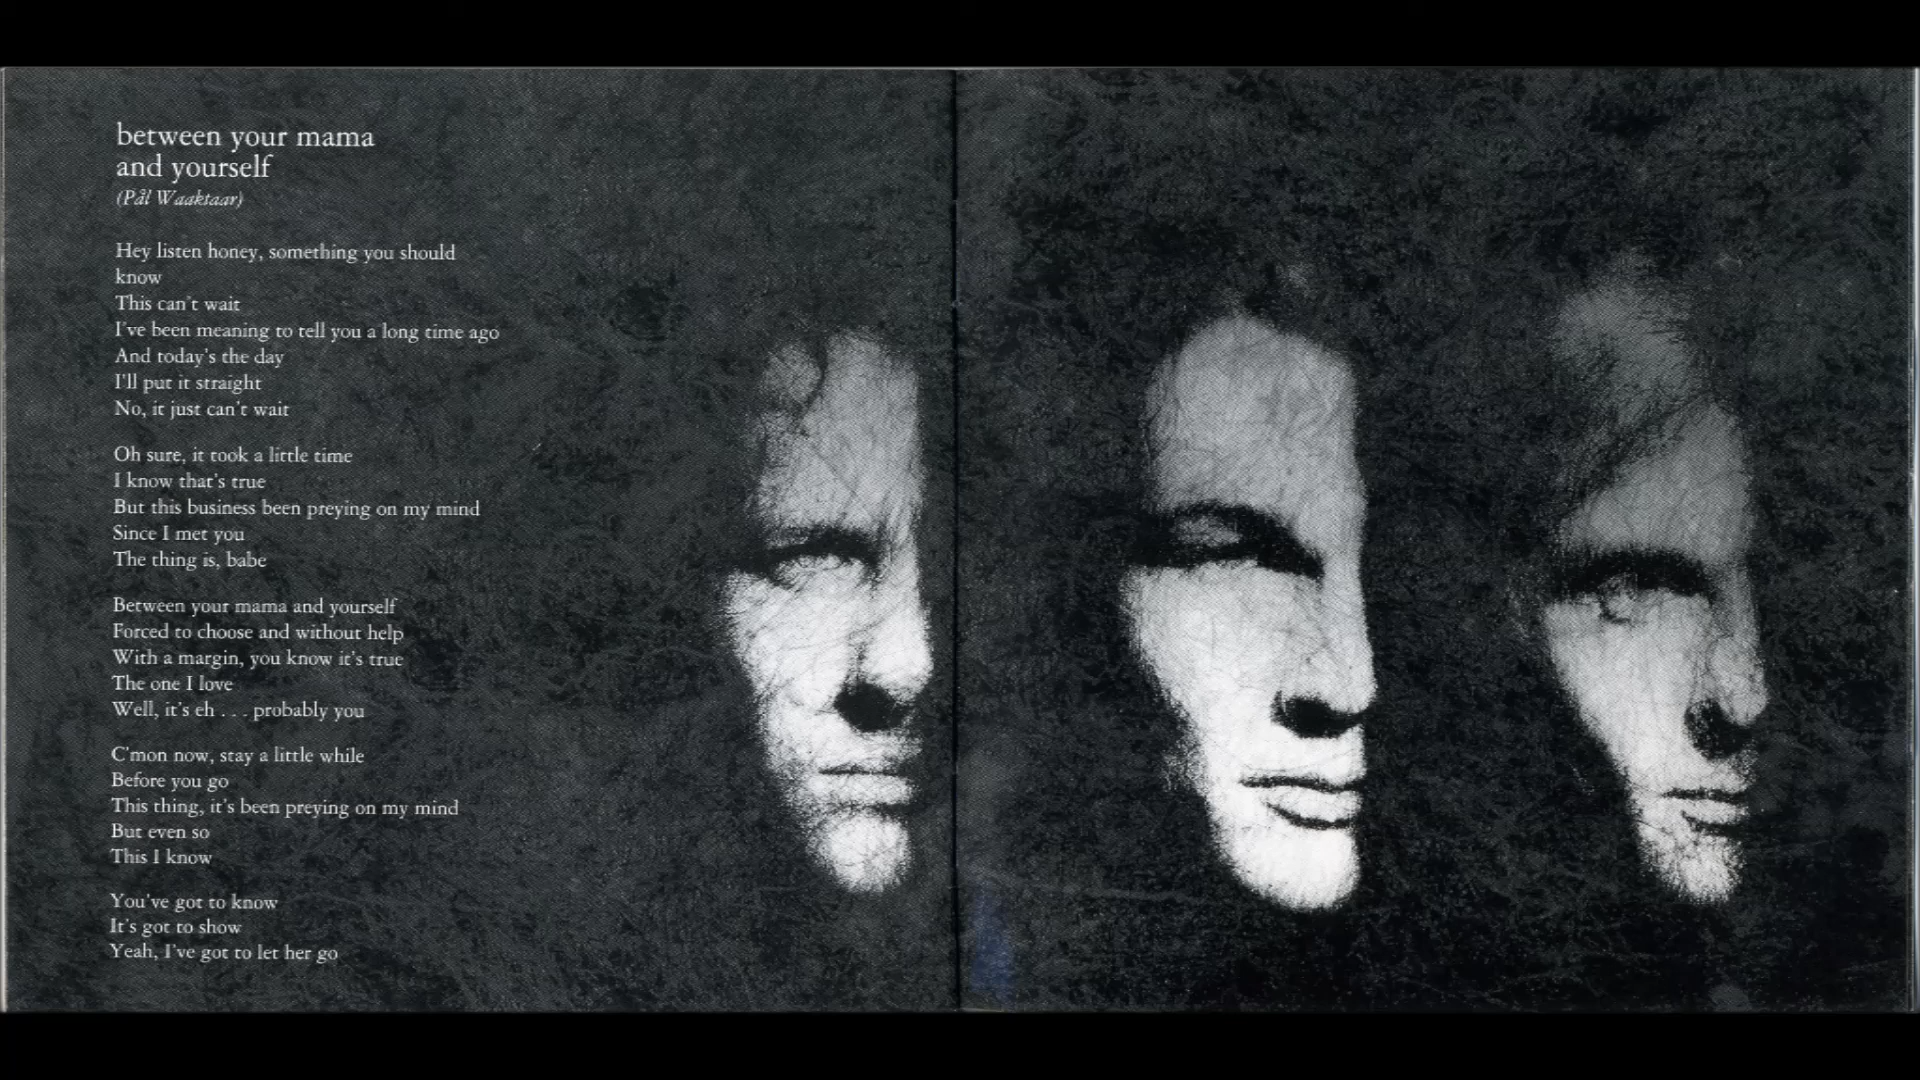 between your mama
and yourself
(Pål Waaktaar)
Hey listen honey, something you should
know
This can't wait
I've been meaning to tell you a long time ago
And today's the day
I'll put it straight
No, it just can't wait
Oh sure, it took a little time
I know that's true
But this business been preying on my mind
Since I met you
The thing is, babe
Between your mama and yourself
Forced to choose and without help
With a margin, you know it's true
The one I love
Well, it's eh . . . probably you
C'mon now, stay a little while
Before you go
This thing, it's been preying on my mind
But even so
This I know
You've got to know
It's got to show
Yeah, I've got to let her go